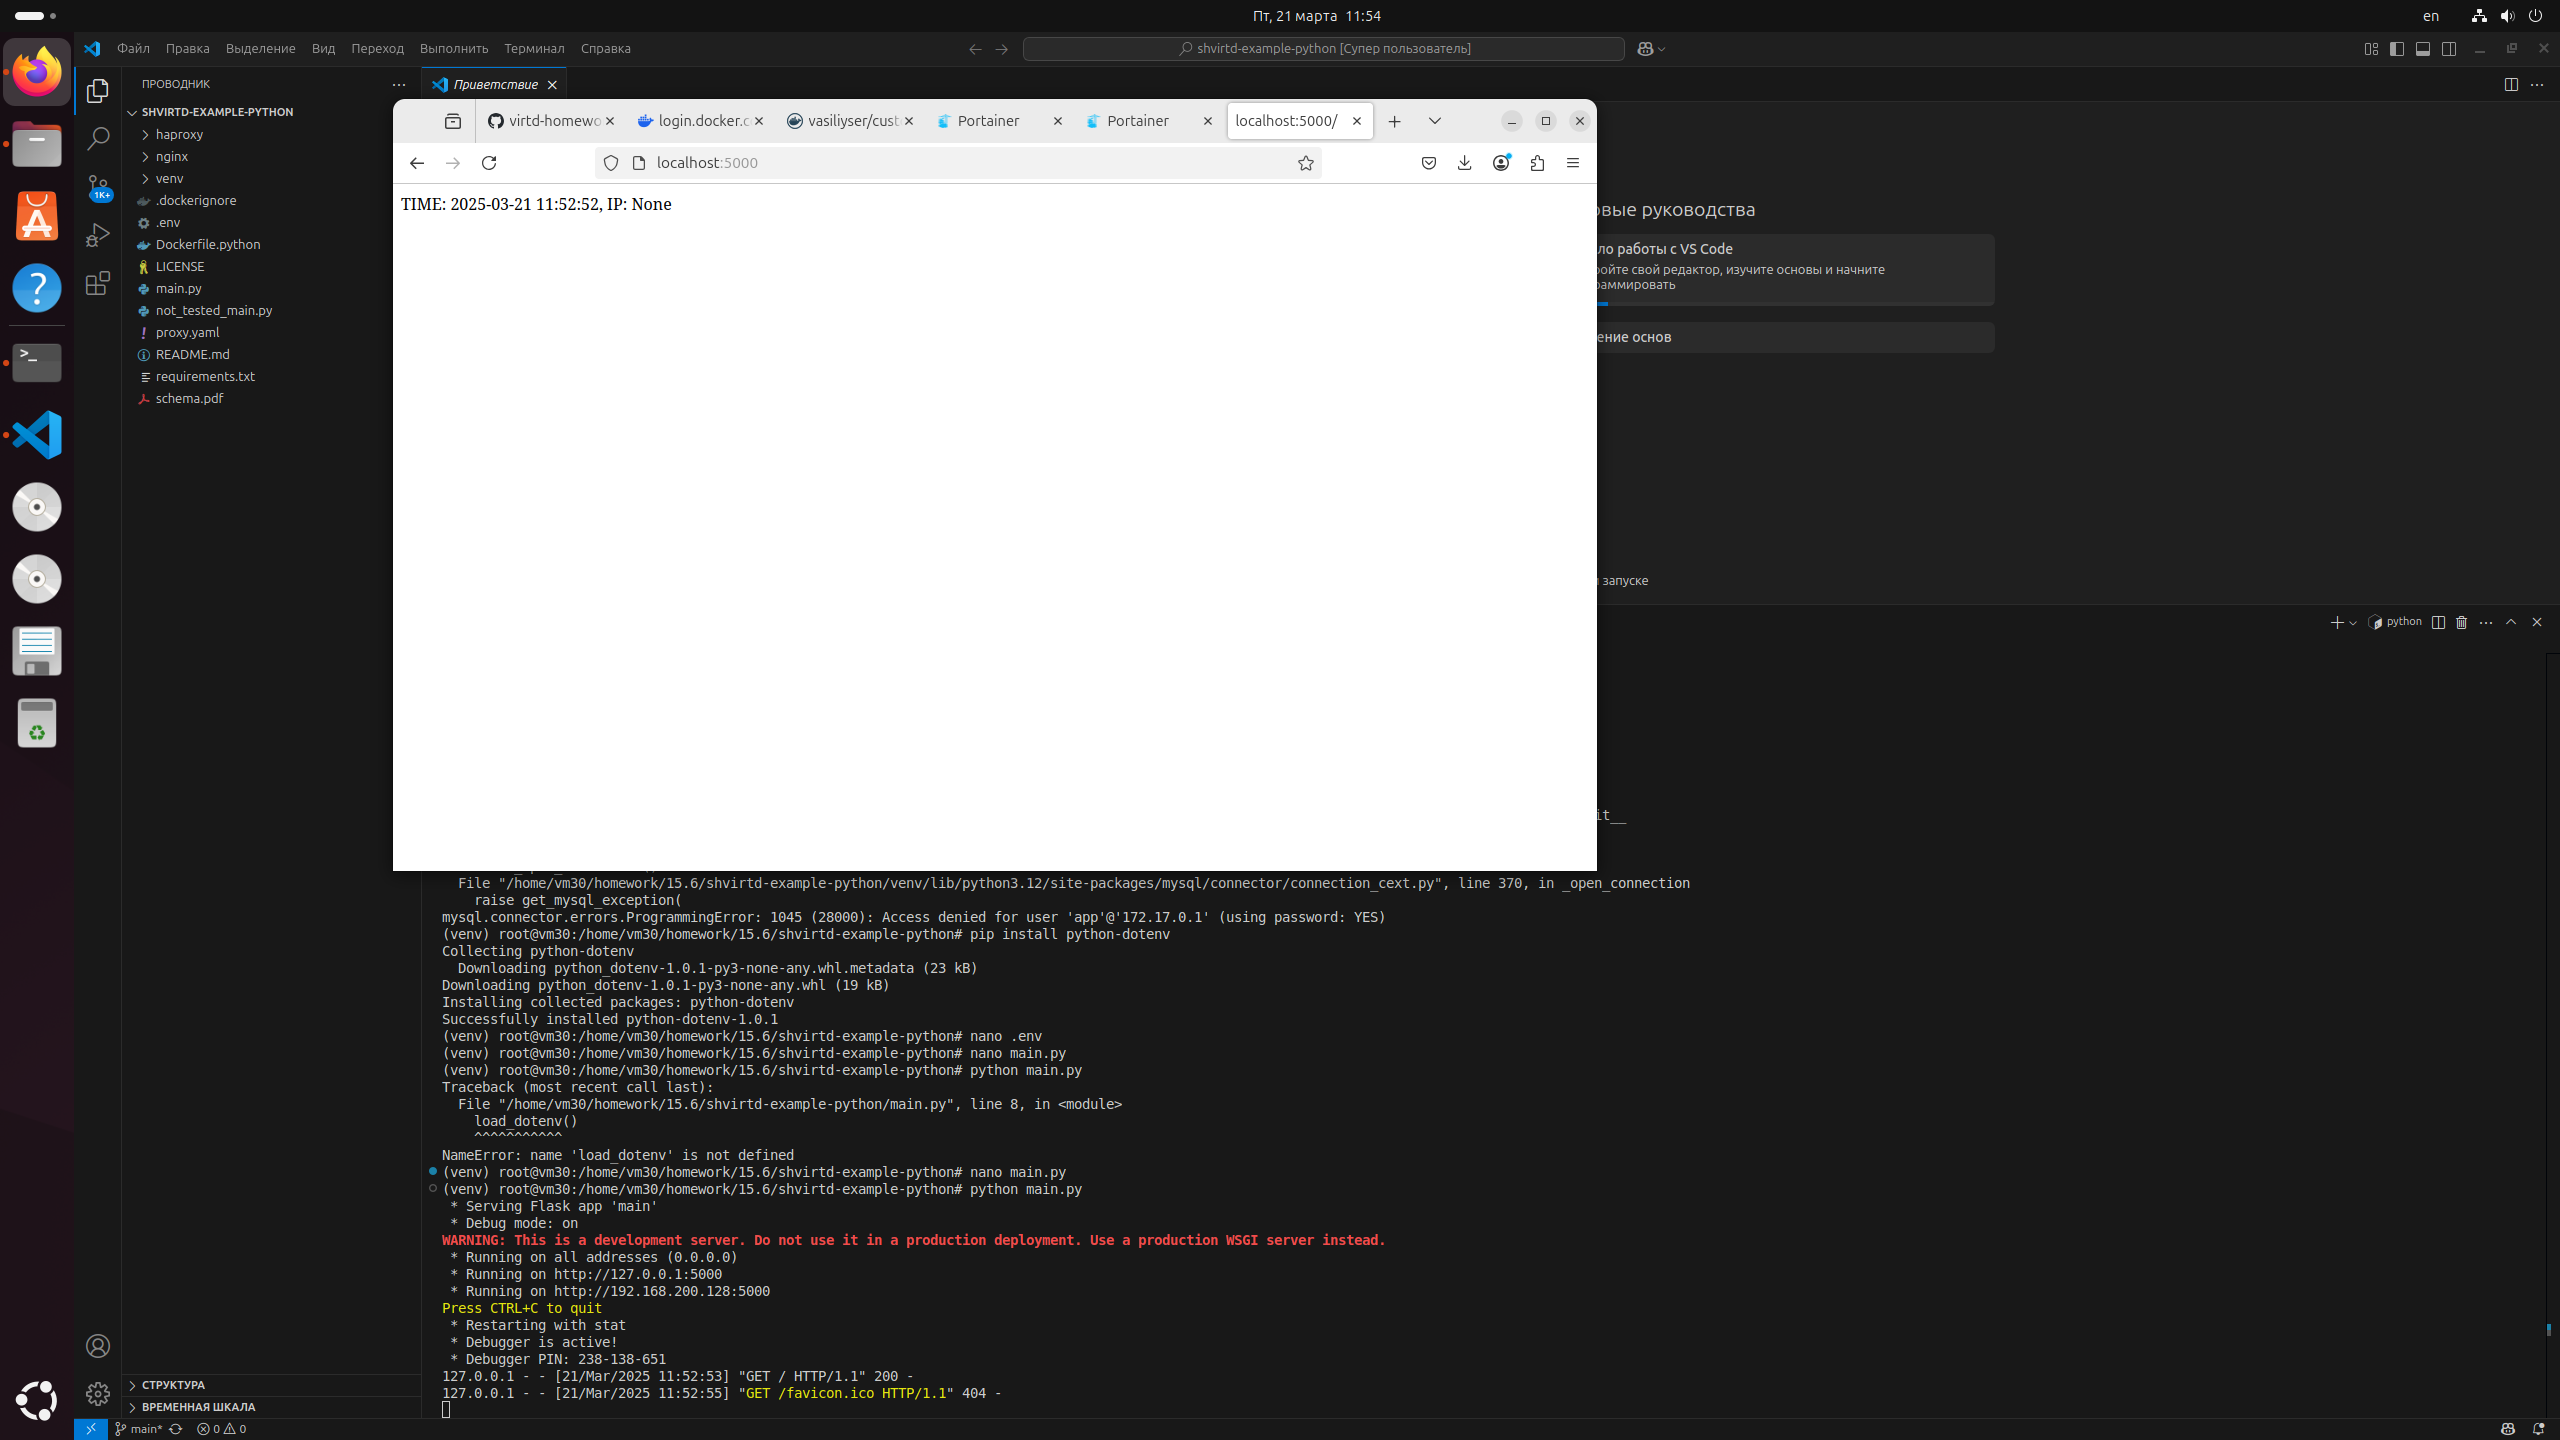 Пт, 21 марта 11:54
en
Файл Правка Выделение Вид Переход Выполнить Терминал Справка
shvirtd-example-python [Супер пользователь]
ПРОВОДНИК
Приветствие
SHVIRTD-EXAMPLE-PYTHON
haproxy
nginx
venv
.dockerignore
.env
Dockerfile.python
LICENSE
main.py
not_tested_main.py
proxy.yaml
README.md
requirements.txt
schema.pdf
1K+
virtd-homewo
login.docker.c
vasiliyser/cust
Portainer
Portainer
localhost:5000/
localhost:5000
TIME: 2025-03-21 11:52:52, IP: None
вые руководства
ло работы с VS Code
ройте свой редактор, изучите основы и начните
раммировать
ение основ
запуске
python
it__
File "/home/vm30/homework/15.6/shvirtd-example-python/venv/lib/python3.12/site-packages/mysql/connector/connection_cext.py", line 370, in _open_connection
raise get_mysql_exception(
mysql.connector.errors.ProgrammingError: 1045 (28000): Access denied for user 'app'@'172.17.0.1' (using password: YES)
(venv) root@vm30:/home/vm30/homework/15.6/shvirtd-example-python# pip install python-dotenv
Collecting python-dotenv
Downloading python_dotenv-1.0.1-py3-none-any.whl.metadata (23 kB)
Downloading python_dotenv-1.0.1-py3-none-any.whl (19 kB)
Installing collected packages: python-dotenv
Successfully installed python-dotenv-1.0.1
(venv) root@vm30:/home/vm30/homework/15.6/shvirtd-example-python# nano .env
(venv) root@vm30:/home/vm30/homework/15.6/shvirtd-example-python# nano main.py
(venv) root@vm30:/home/vm30/homework/15.6/shvirtd-example-python# python main.py
Traceback (most recent call last):
File "/home/vm30/homework/15.6/shvirtd-example-python/main.py", line 8, in <module>
load_dotenv()
^^^^^^^^^^^
NameError: name 'load_dotenv' is not defined
(venv) root@vm30:/home/vm30/homework/15.6/shvirtd-example-python# nano main.py
(venv) root@vm30:/home/vm30/homework/15.6/shvirtd-example-python# python main.py
* Serving Flask app 'main'
* Debug mode: on
WARNING: This is a development server. Do not use it in a production deployment. Use a production WSGI server instead.
* Running on all addresses (0.0.0.0)
* Running on http://127.0.0.1:5000
* Running on http://192.168.200.128:5000
Press CTRL+C to quit
* Restarting with stat
* Debugger is active!
* Debugger PIN: 238-138-651
127.0.0.1 - - [21/Mar/2025 11:52:53] "GET / HTTP/1.1" 200 -
127.0.0.1 - - [21/Mar/2025 11:52:55] "GET /favicon.ico HTTP/1.1" 404 -
СТРУКТУРА
ВРЕМЕННАЯ ШКАЛА
main* 0 0